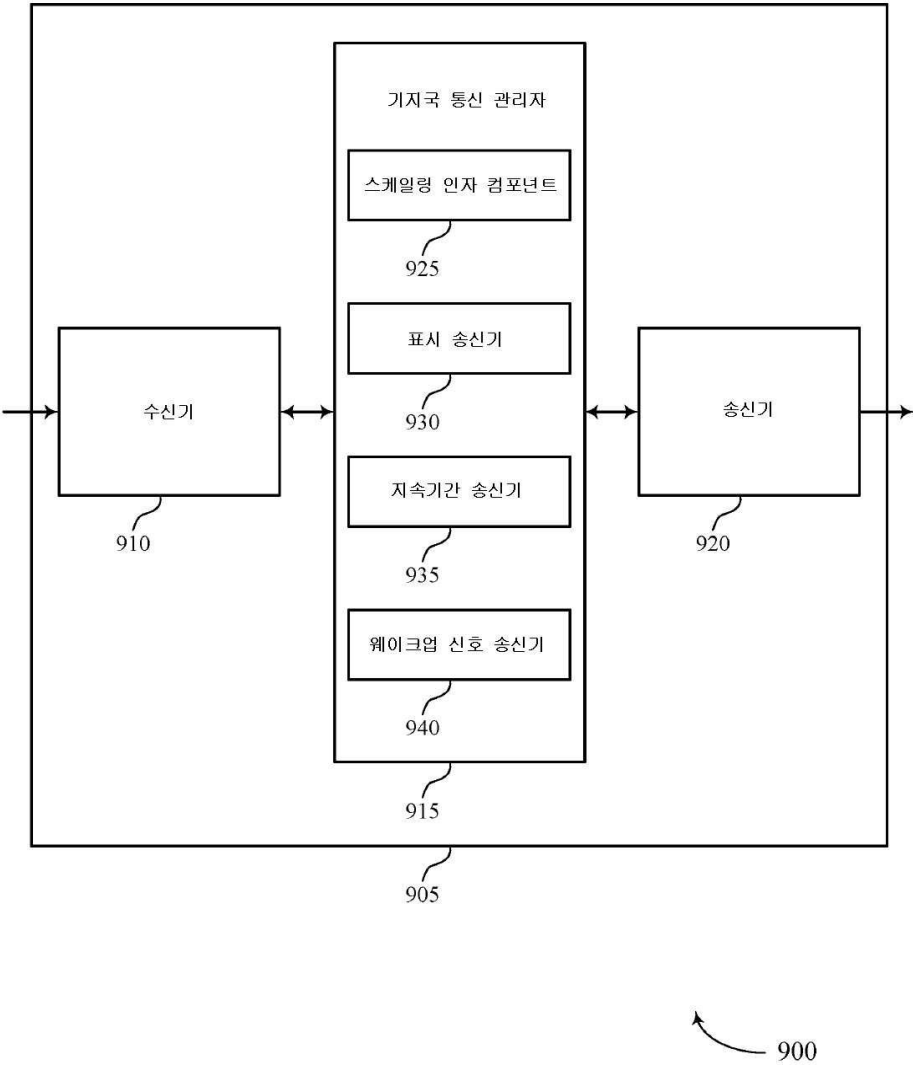 기지국 통신 관리자
스케일링 인자 컴포넌트
925
표시 송신기
930
수신기
910
송신기
920
지속기간 송신기
935
웨이크업 신호 송신기
940
915
905
900